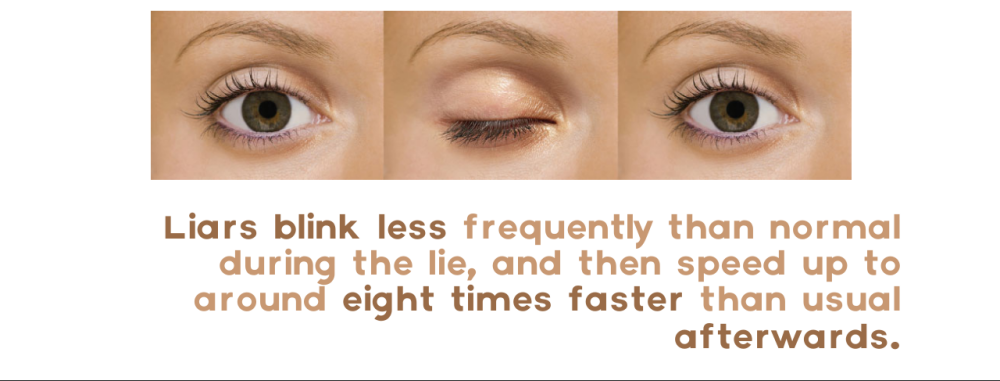 Liars blink less frequently than normal
during the lie, and then speed up to
around eight times faster than usual
afterwards.